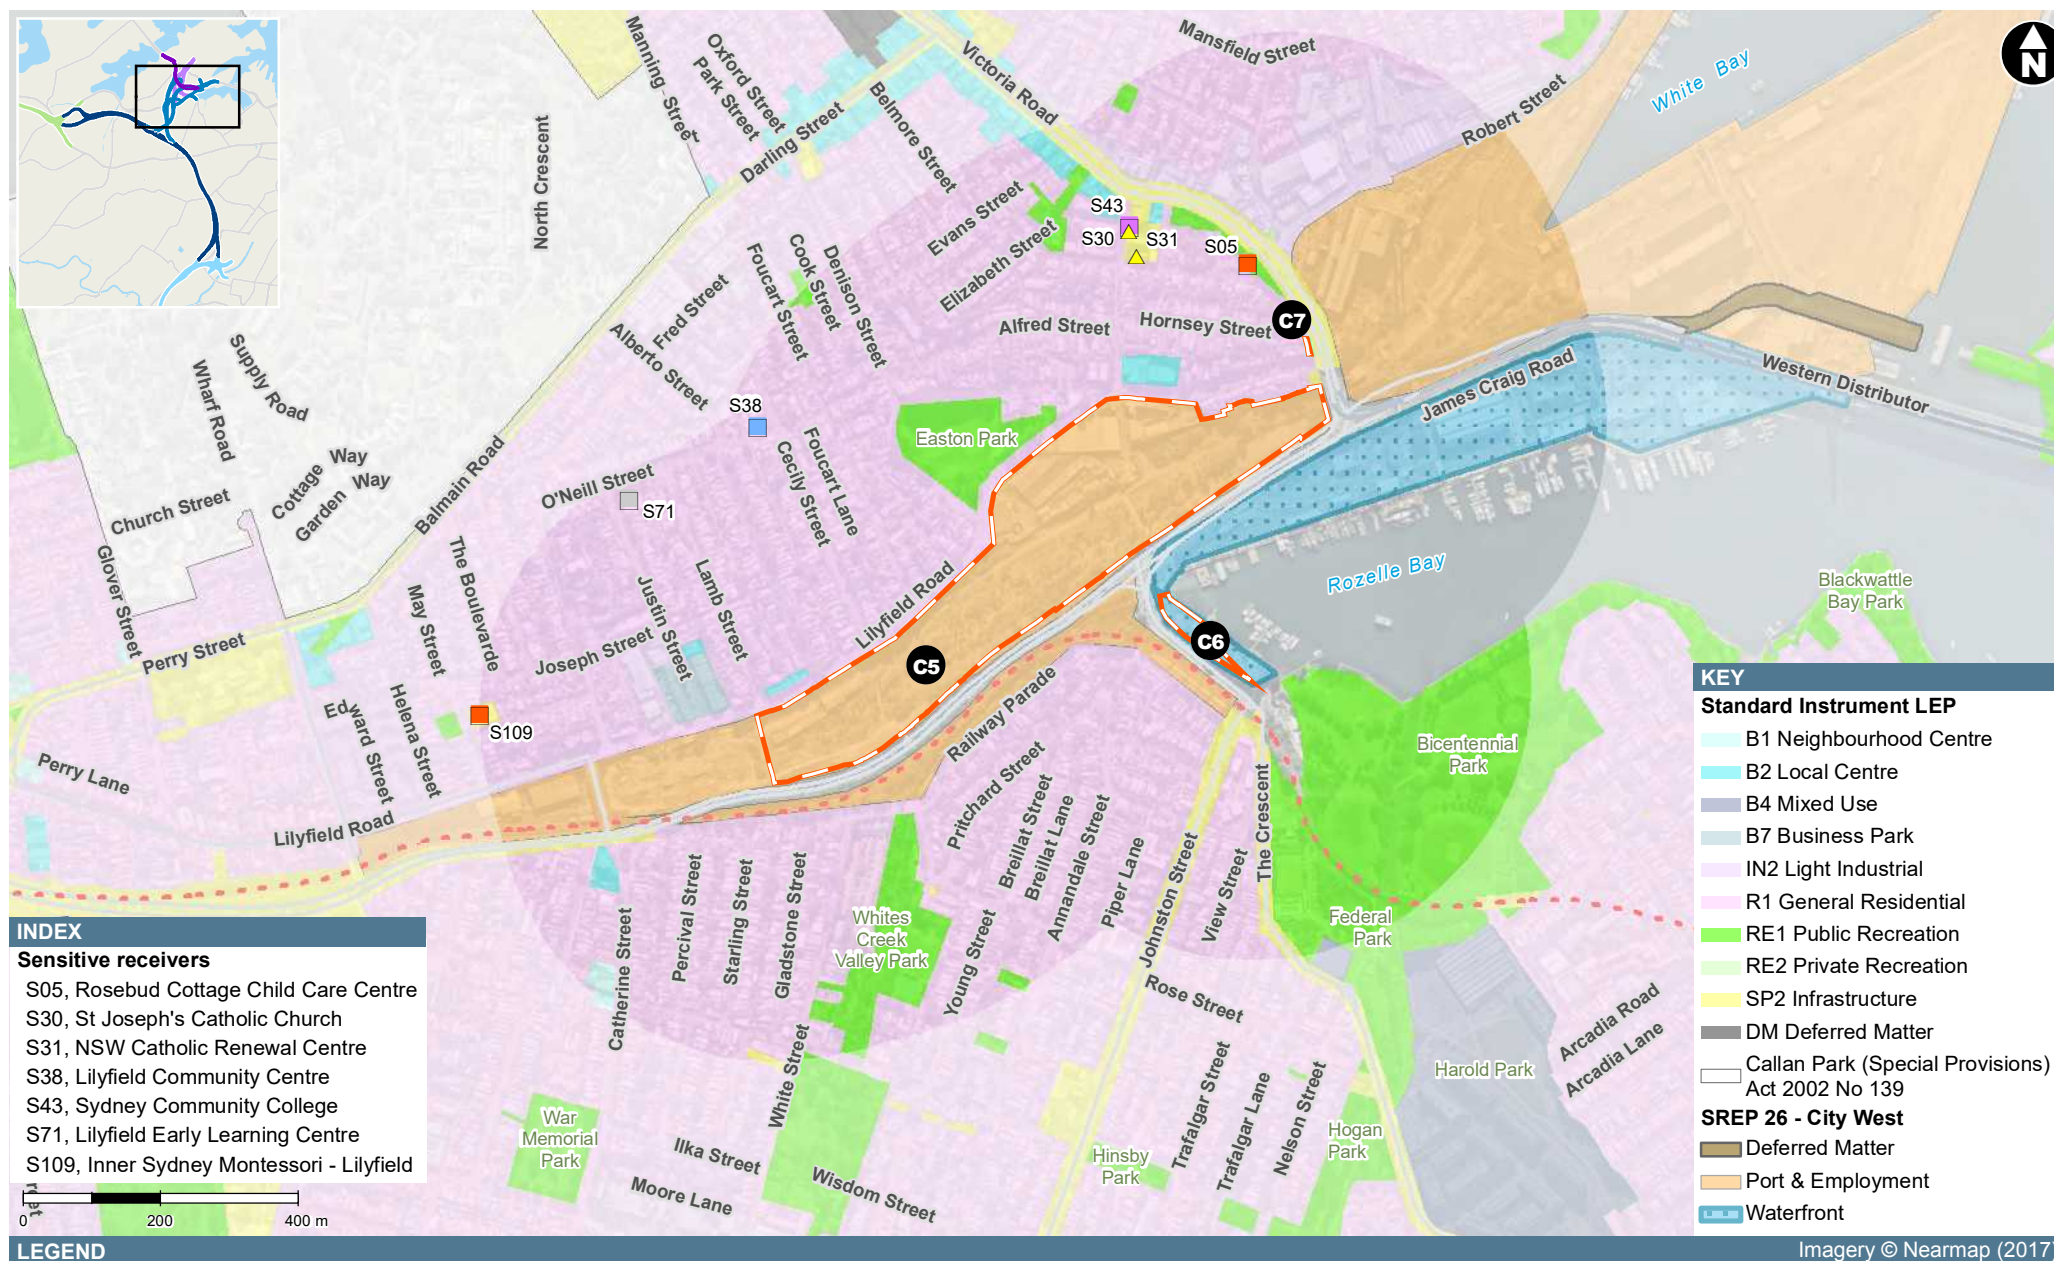 N
Mansfield Street
Manning Street
Oxford Street
Park Street
Victoria Road
White Bay
Belmore Street
Robert Street
Darling Street
North Crescent
Evans Street
S43
S30
S31
S05
Elizabeth Street
Cook Street
Denison Street
Foucart Street
Fred Street
Alfred Street
Hornsey Street
C7
Alberto Street
Supply Road
Wharf Road
James Craig Road
Western Distributor
S38
Easton Park
Foucart Lane
Cecily Street
Cottage Way
Garden Way
Balmain Road
O'Neill Street
S71
Church Street
Glover Street
The Boulevarde
May Street
Justin Street
Lamb Street
Lilyfield Road
Rozelle Bay
Blackwattle
Bay Park
Perry Street
Joseph Street
C5
C6
Railway Parade
Edward Street
Helena Street
S109
Perry Lane
Lilyfield Road
Pritchard Street
Breillat Street
Breillat Lane
Annandale Street
Piper Lane
Johnston Street
View Street
The Crescent
Bicentennial
Park
Federal
Park
Percival Street
Starling Street
Gladstone Street
Catherine Street
Whites
Creek
Valley Park
Young Street
White Street
Rose Street
Harold Park
Arcadia Road
Arcadia Lane
War
Memorial
Park
Ilka Street
Moore Lane
Wisdom Street
Hinsby
Park
Trafalgar Street
Trafalgar Lane
Nelson Street
Hogan
Park
INDEX
Sensitive receivers
S05, Rosebud Cottage Child Care Centre
S30, St Joseph's Catholic Church
S31, NSW Catholic Renewal Centre
S38, Lilyfield Community Centre
S43, Sydney Community College
S71, Lilyfield Early Learning Centre
S109, Inner Sydney Montessori - Lilyfield
0 200 400 m
KEY
Standard Instrument LEP
B1 Neighbourhood Centre
B2 Local Centre
B4 Mixed Use
B7 Business Park
IN2 Light Industrial
R1 General Residential
RE1 Public Recreation
RE2 Private Recreation
SP2 Infrastructure
DM Deferred Matter
Callan Park (Special Provisions)
Act 2002 No 139
SREP 26 - City West
Deferred Matter
Port & Employment
Waterfront
LEGEND
Imagery © Nearmap (2017)